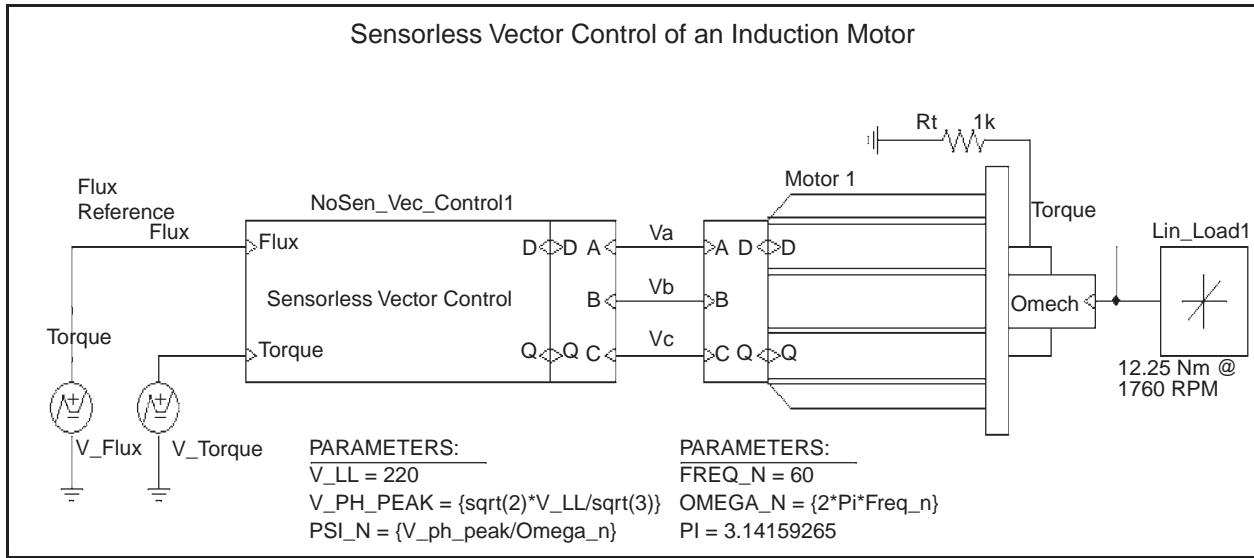 Sensorless Vector Control of an Induction Motor
Rt 1k
Flux
Reference
Flux
NoSen_Vec_Control1
Motor 1
Torque
Lin_Load1
Flux
D D A Va A D D
Sensorless Vector Control
B Vb B
Omech
Torque
Torque
Q Q C Vc C Q Q
12.25 Nm @
1760 RPM
V_Flux V_Torque
PARAMETERS:
V_LL = 220
V_PH_PEAK = {sqrt(2)*V_LL/sqrt(3)}
PSI_N = {V_ph_peak/Omega_n}
PARAMETERS:
FREQ_N = 60
OMEGA_N = {2*Pi*Freq_n}
PI = 3.14159265